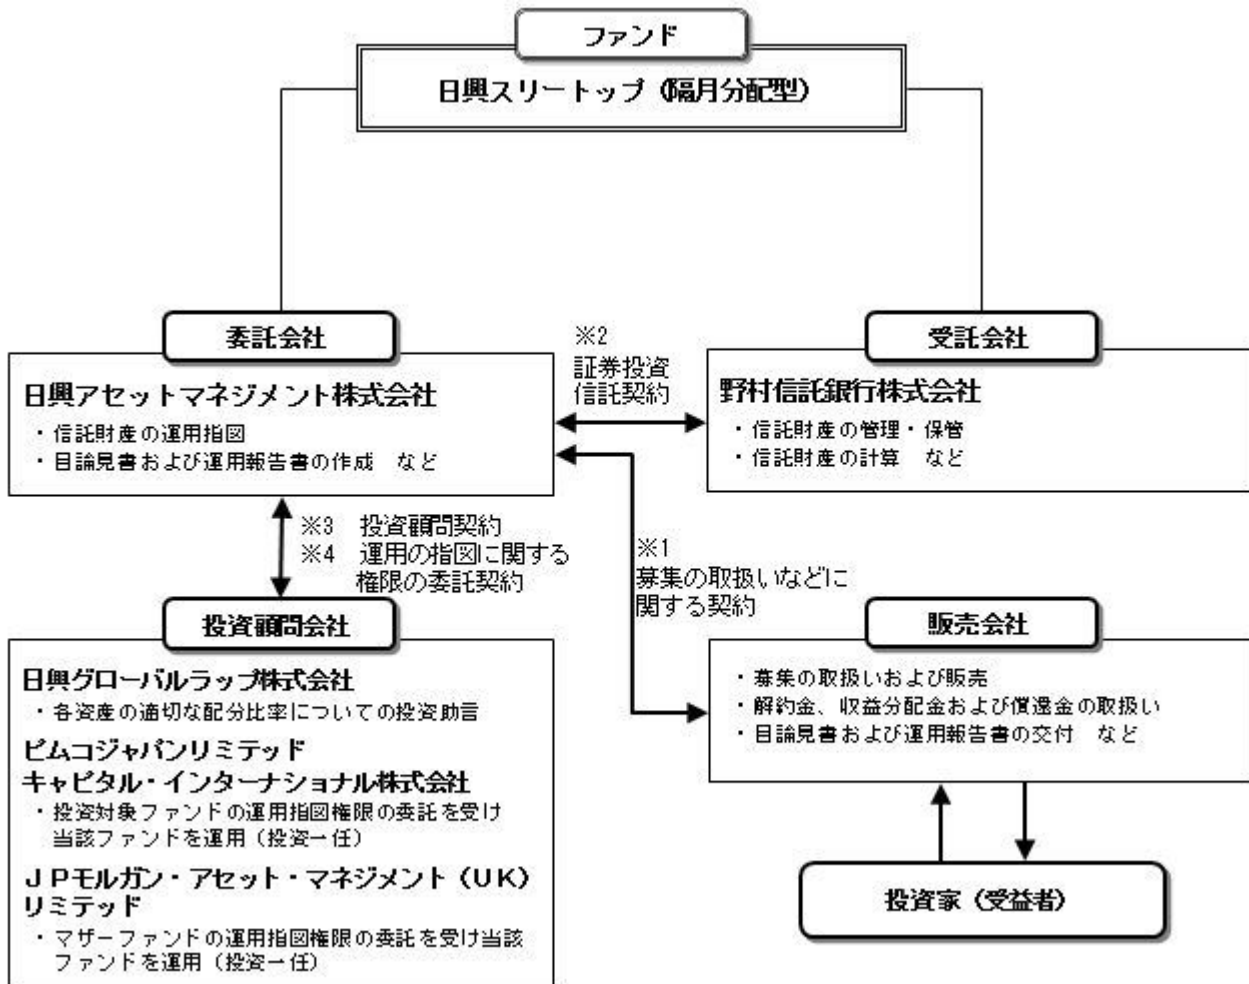 ファンド
日興スリートップ（隔月分配型）
委託会社
日興アセットマネジメント株式会社
・信託財産の運用指図
・目論見書および運用報告書の作成　など
※2
証券投資
信託契約
受託会社
野村信託銀行株式会社
・信託財産の管理・保管
・信託財産の計算　など
※3　投資顧問契約
※4　運用の指図に関する
権限の委託契約
※1
募集の取扱いなどに
関する契約
投資顧問会社
日興グローバルラップ株式会社
・各資産の適切な配分比率についての投資助言
ピムコジャパンリミテッド
キャピタル・インターナショナル株式会社
・投資対象ファンドの運用指図権限の委託を受け
当該ファンドを運用（投資一任）
ＪＰモルガン・アセット・マネジメント（ＵＫ）
リミテッド
・マザーファンドの運用指図権限の委託を受け当該
ファンドを運用（投資一任）
販売会社
・募集の取扱いおよび販売
・解約金、収益分配金および償還金の取扱い
・目論見書および運用報告書の交付　など
投資家（受益者）